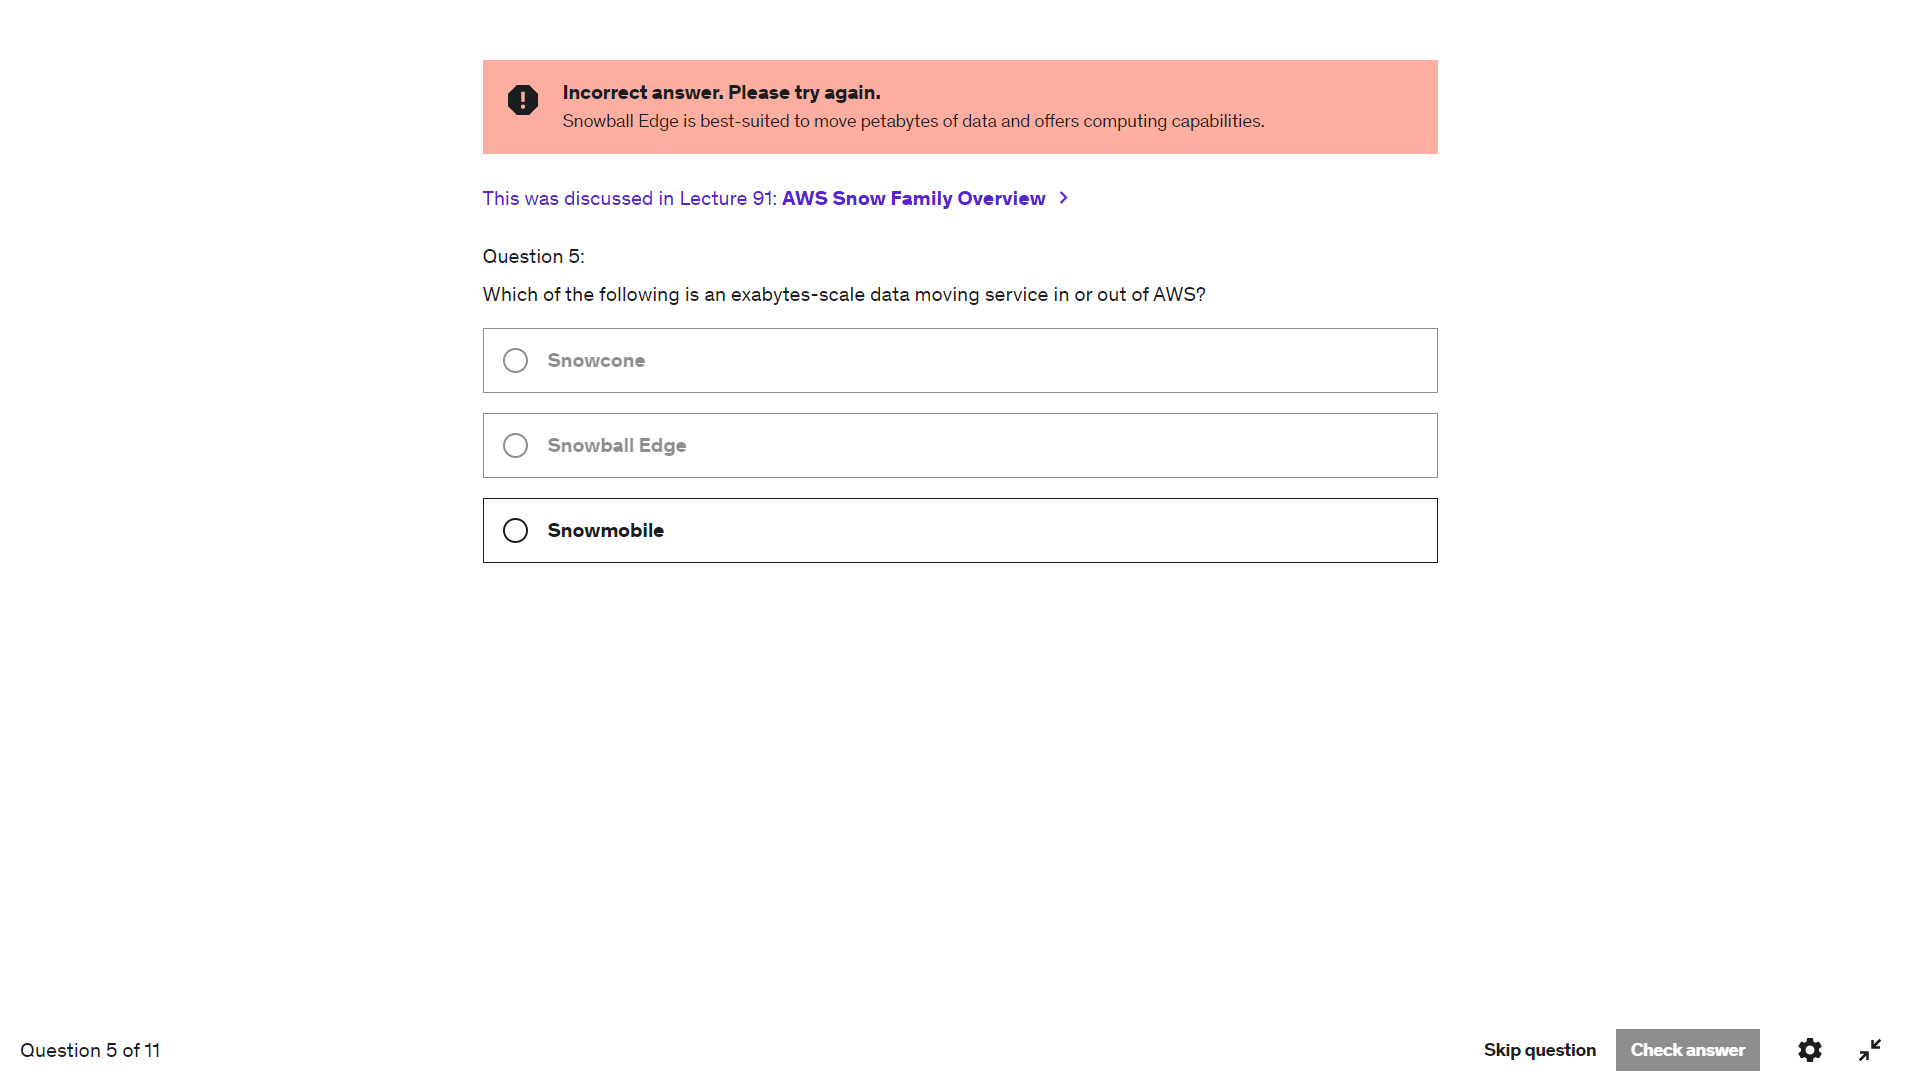 Incorrect answer. Please try again.
Snowball Edge is best-suited to move petabytes of data and offers computing capabilities.
This was discussed in Lecture 91: AWS Snow Family Overview
Question 5:
Which of the following is an exabytes-scale data moving service in or out of AWS?
Snowcone
Snowball Edge
Snowmobile
Question 5 of 11
Skip question
Check answer